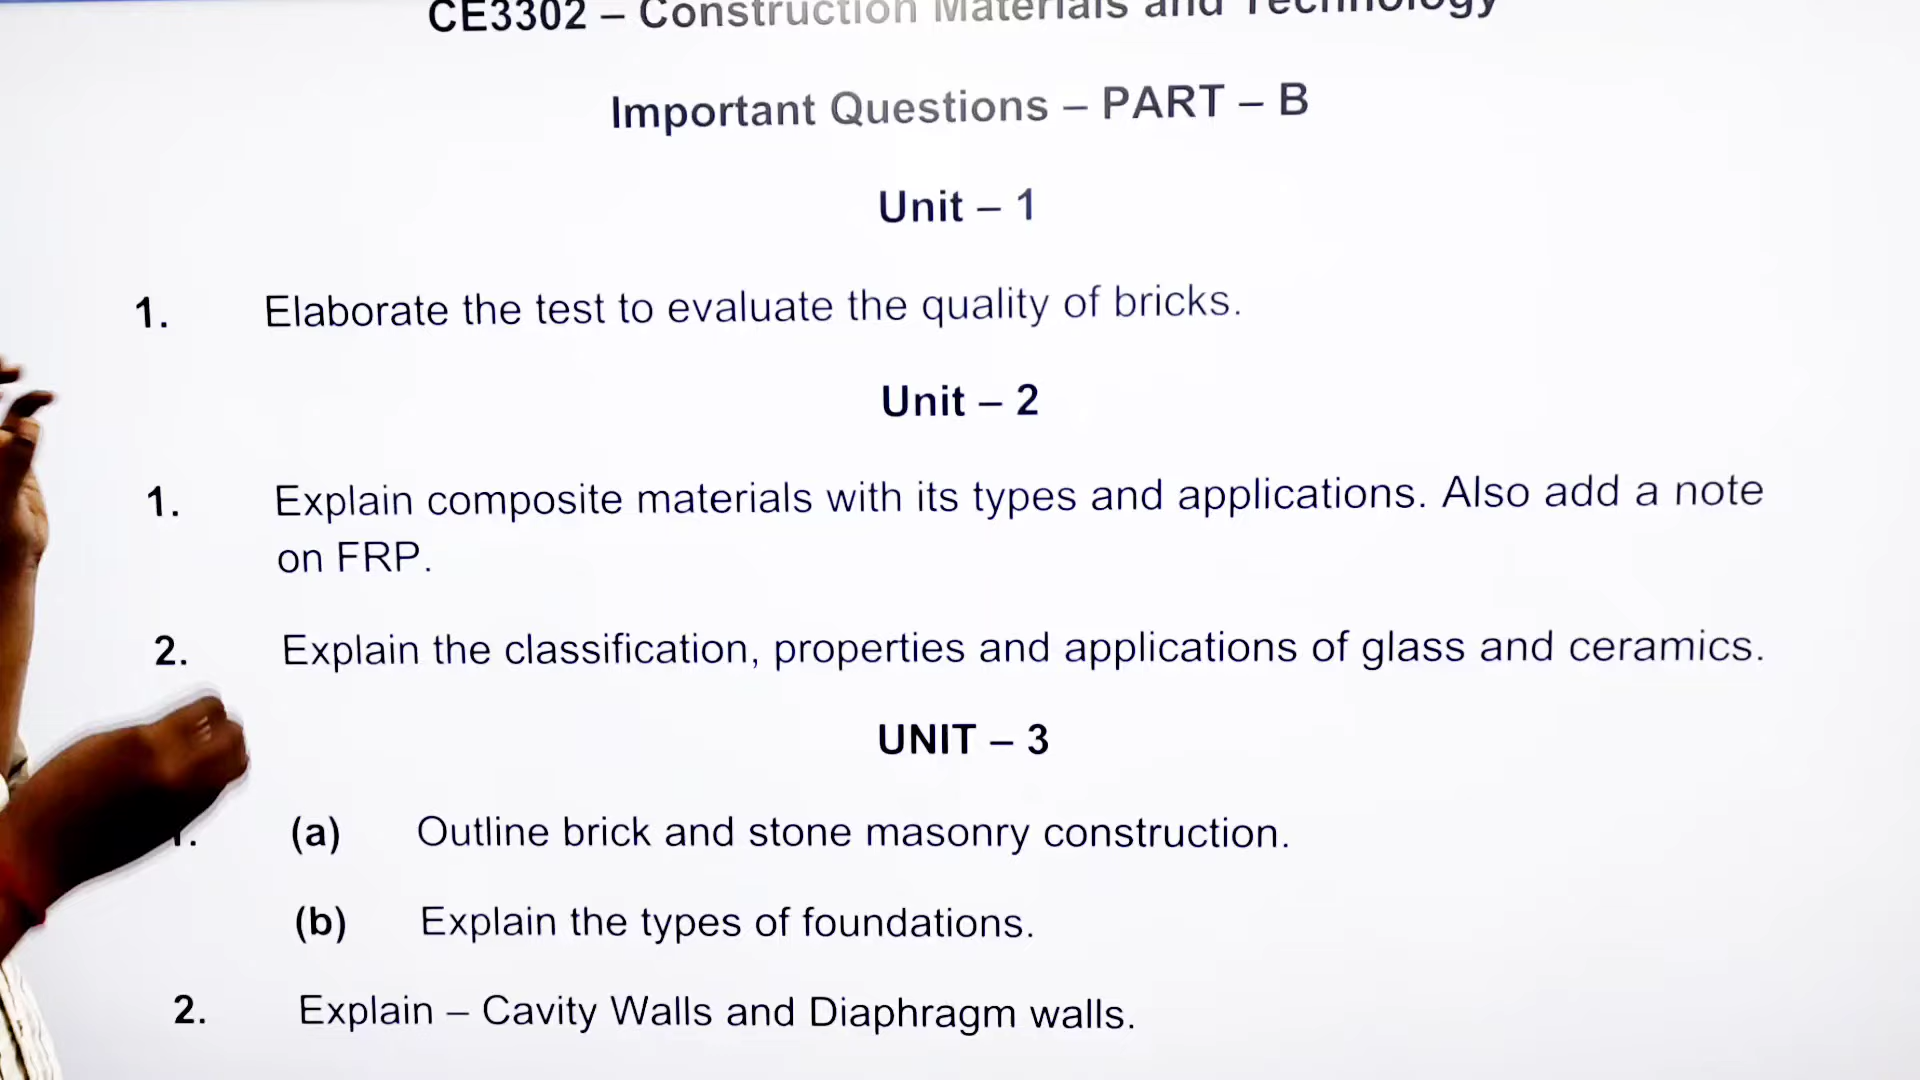 CE3302 – Construction Materials and Technology
Important Questions – PART – B
Unit – 1
1. Elaborate the test to evaluate the quality of bricks.
Unit – 2
1. Explain composite materials with its types and applications. Also add a note
on FRP.
2. Explain the classification, properties and applications of glass and ceramics.
UNIT – 3
1. (a) Outline brick and stone masonry construction.
(b) Explain the types of foundations.
2. Explain – Cavity Walls and Diaphragm walls.